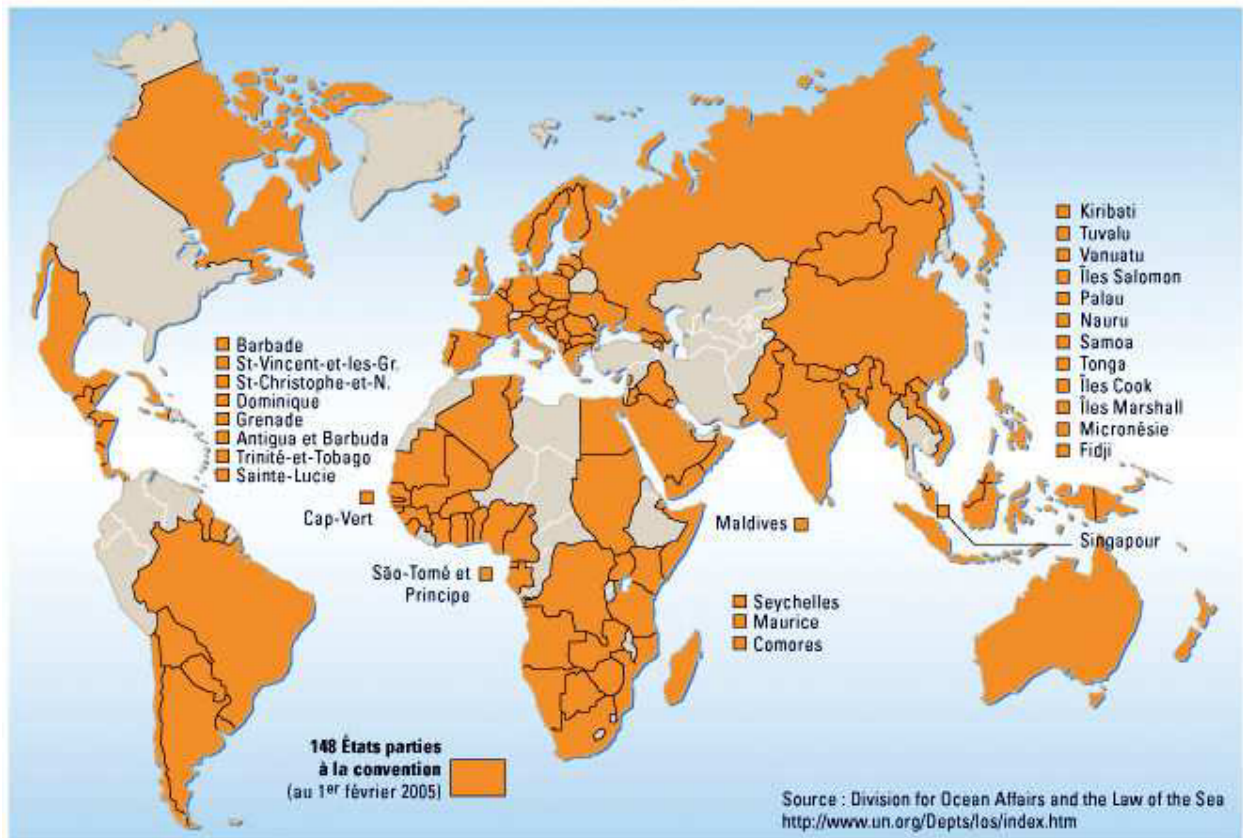 Kiribati
Tuvalu
Vanuatu
Îles Salomon
Palau
Nauru
Samoa
Tonga
Îles Cook
Îles Marshall
Micronésie
Fidji
Barbade
St-Vincent-et-les-Gr.
St-Christophe-et-N.
Dominique
Grenade
Antigua et Barbuda
Trinité-et-Tobago
Sainte-Lucie
Cap-Vert
Maldives
Singapour
São-Tomé et
Principe
Seychelles
Maurice
Comores
148 États parties
à la convention
(au 1er février 2005)
Source : Division for Ocean Affairs and the Law of the Sea
http://www.un.org/Depts/los/index.htm